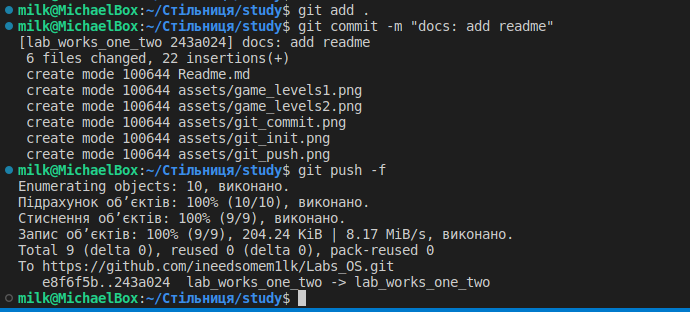 milk@MichaelBox:~/Стільниця/study$ git add .
milk@MichaelBox:~/Стільниця/study$ git commit -m "docs: add readme"
[lab_works_one_two 243a024] docs: add readme
 6 files changed, 22 insertions(+)
 create mode 100644 Readme.md
 create mode 100644 assets/game_levels1.png
 create mode 100644 assets/game_levels2.png
 create mode 100644 assets/git_commit.png
 create mode 100644 assets/git_init.png
 create mode 100644 assets/git_push.png
milk@MichaelBox:~/Стільниця/study$ git push -f
Enumerating objects: 10, виконано.
Підрахунок об’єктів: 100% (10/10), виконано.
Стиснення об’єктів: 100% (9/9), виконано.
Запис об’єктів: 100% (9/9), 204.24 KiB | 8.17 MiB/s, виконано.
Total 9 (delta 0), reused 0 (delta 0), pack-reused 0
To https://github.com/ineedsomem1lk/Labs_OS.git
   e8f6f5b..243a024  lab_works_one_two -> lab_works_one_two
milk@MichaelBox:~/Стільниця/study$